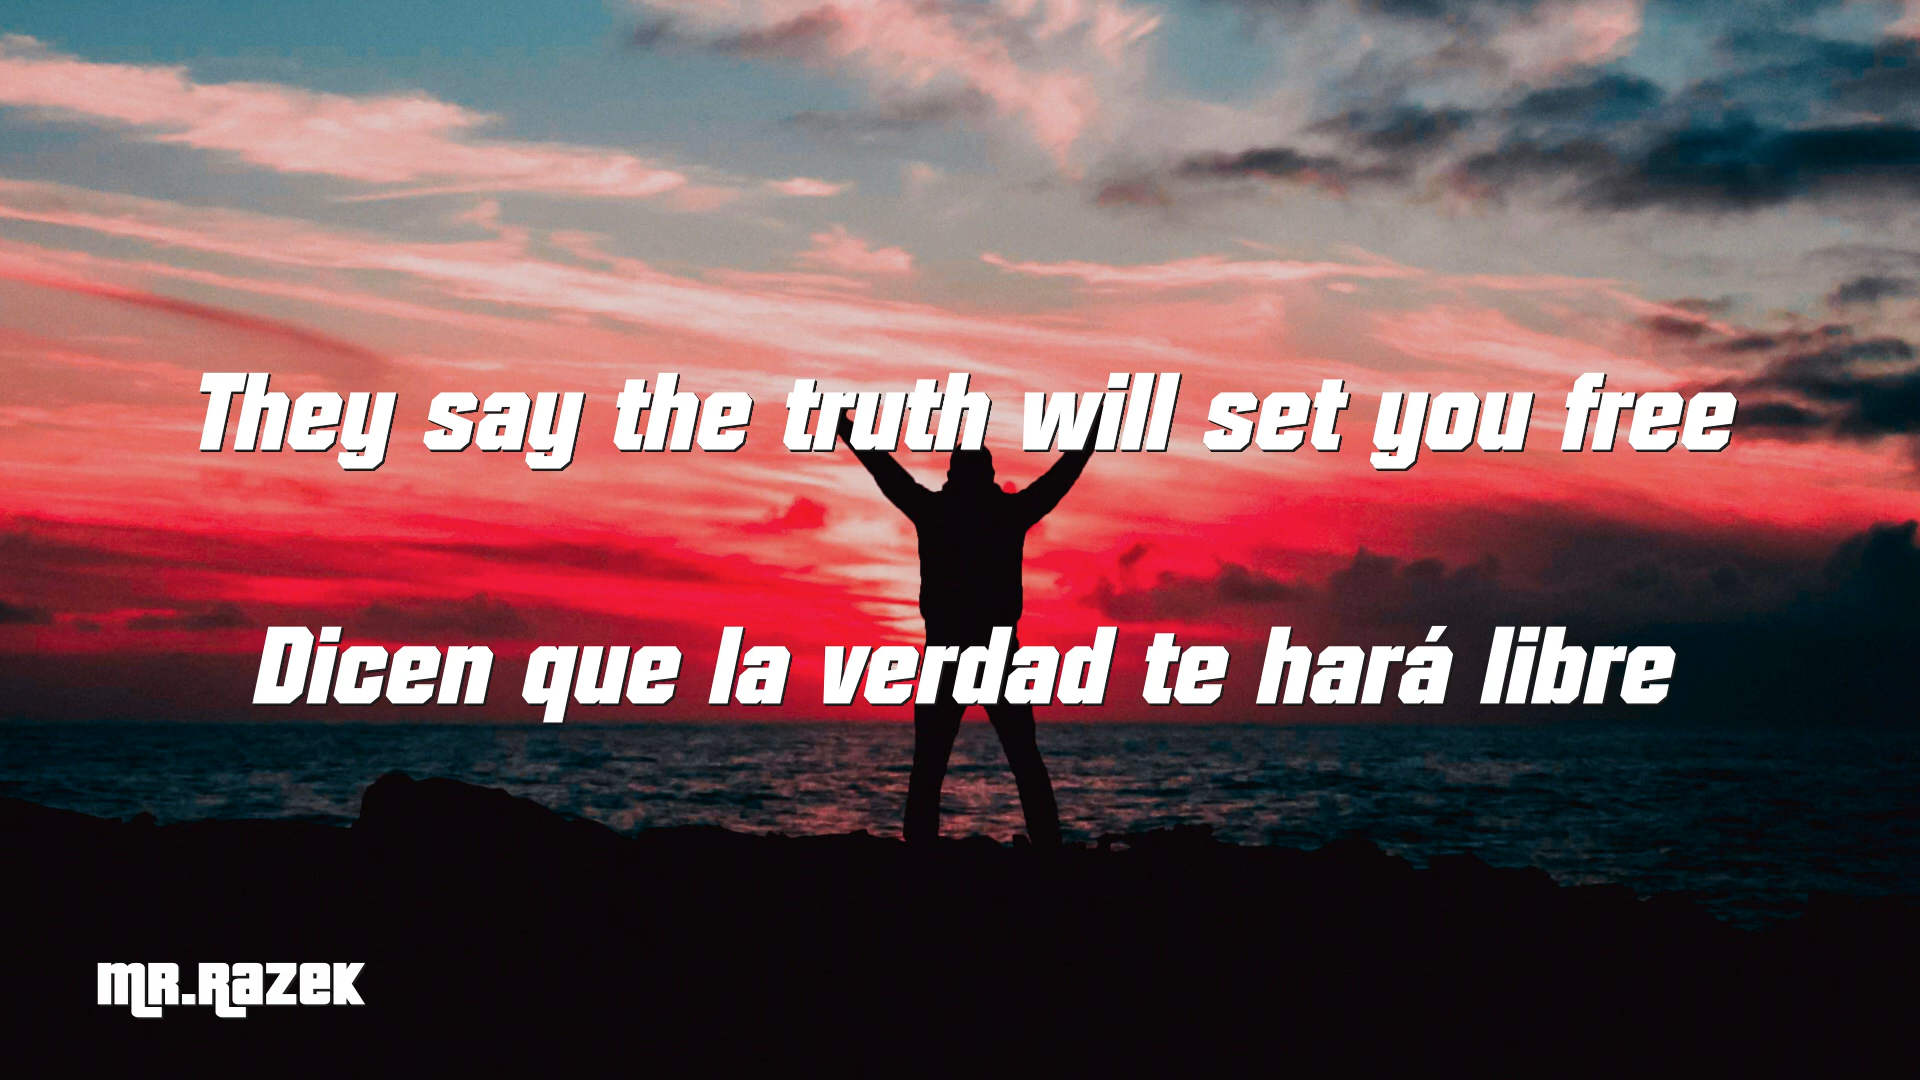 They say the truth will set you free
Dicen que la verdad te hará libre
MR.RAZEK